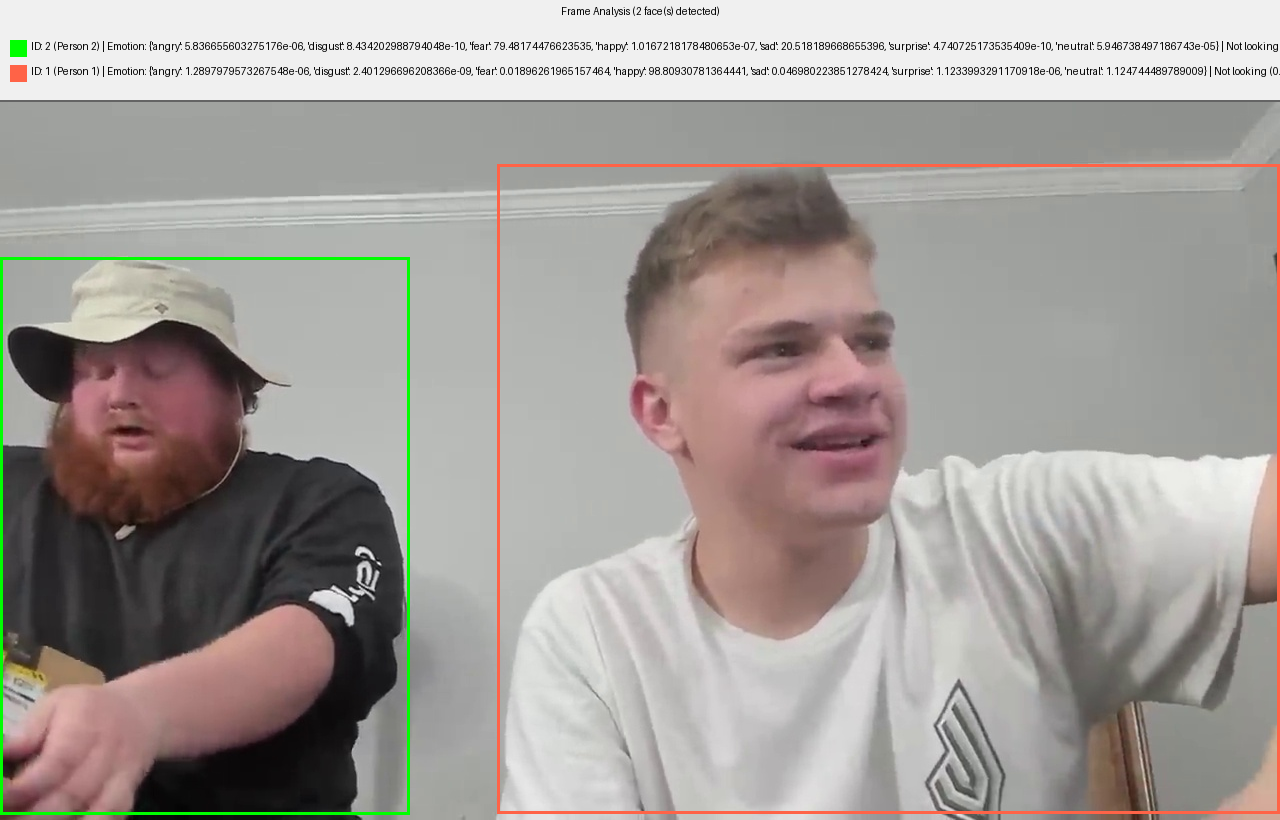 Frame Analysis (2 face(s) detected)
ID: 2 (Person 2) | Emotion: {'angry': 5.836655603275176e-06, 'disgust': 8.434202988794048e-10, 'fear': 79.48174476623535, 'happy': 1.0167218178480653e-07, 'sad': 20.518189668655396, 'surprise': 4.740725173535409e-10, 'neutral': 5.946738497186743e-05} | Not looking
ID: 1 (Person 1) | Emotion: {'angry': 1.2897979573267548e-06, 'disgust': 2.401296696208366e-09, 'fear': 0.01896261965157464, 'happy': 98.80930781364441, 'sad': 0.046980223851278424, 'surprise': 1.1233993291170918e-06, 'neutral': 1.124744489789009} | Not looking (0.